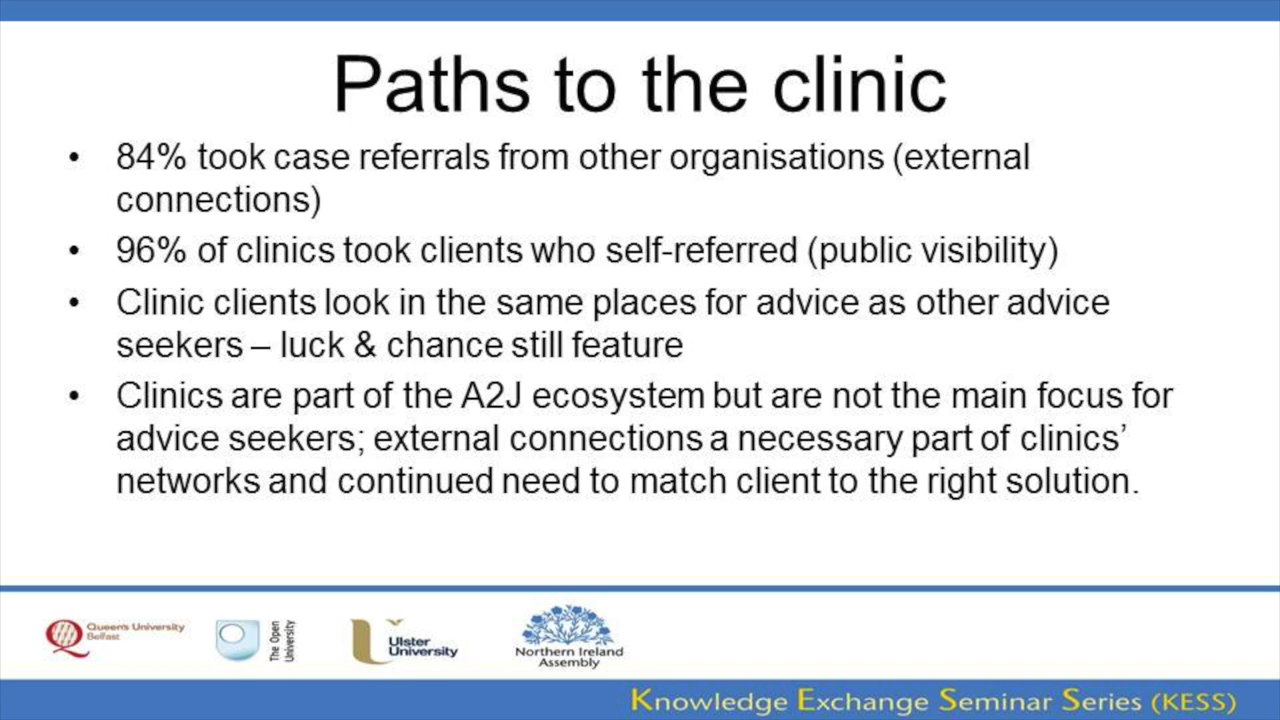 Paths to the clinic
• 84% took case referrals from other organisations (external
connections)
• 96% of clinics took clients who self-referred (public visibility)
• Clinic clients look in the same places for advice as other advice
seekers – luck & chance still feature
• Clinics are part of the A2J ecosystem but are not the main focus for
advice seekers; external connections a necessary part of clinics’
networks and continued need to match client to the right solution.
Queen's University
Belfast
The Open
University
Ulster
University
Northern Ireland
Assembly
Knowledge Exchange Seminar Series (KESS)